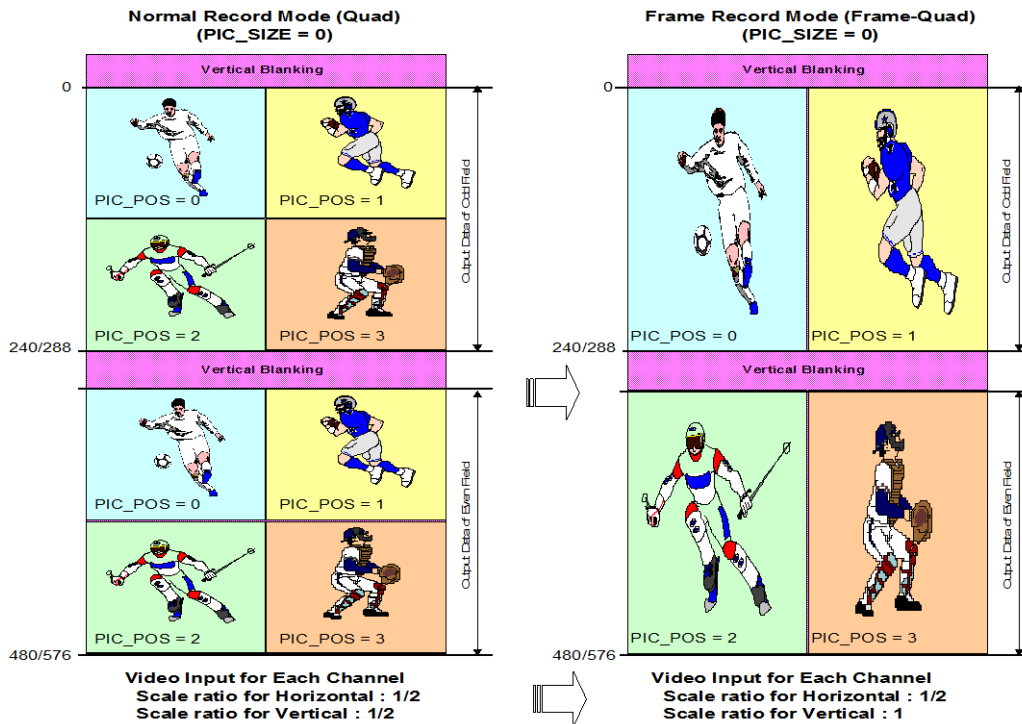 Normal Record Mode (Quad)
(PIC_SIZE = 0)
Vertical Blanking
0
PIC_POS = 0
PIC_POS = 1
Output Data of Odd Field
PIC_POS = 2
PIC_POS = 3
240/288
Vertical Blanking
PIC_POS = 0
PIC_POS = 1
Output Data of Even Field
PIC_POS = 2
PIC_POS = 3
480/576
Video Input for Each Channel
Scale ratio for Horizontal : 1/2
Scale ratio for Vertical : 1/2
Frame Record Mode (Frame-Quad)
(PIC_SIZE = 0)
Vertical Blanking
0
PIC_POS = 0
PIC_POS = 1
Output Data of Odd Field
240/288
Vertical Blanking
PIC_POS = 2
PIC_POS = 3
Output Data of Even Field
480/576
Video Input for Each Channel
Scale ratio for Horizontal : 1/2
Scale ratio for Vertical : 1